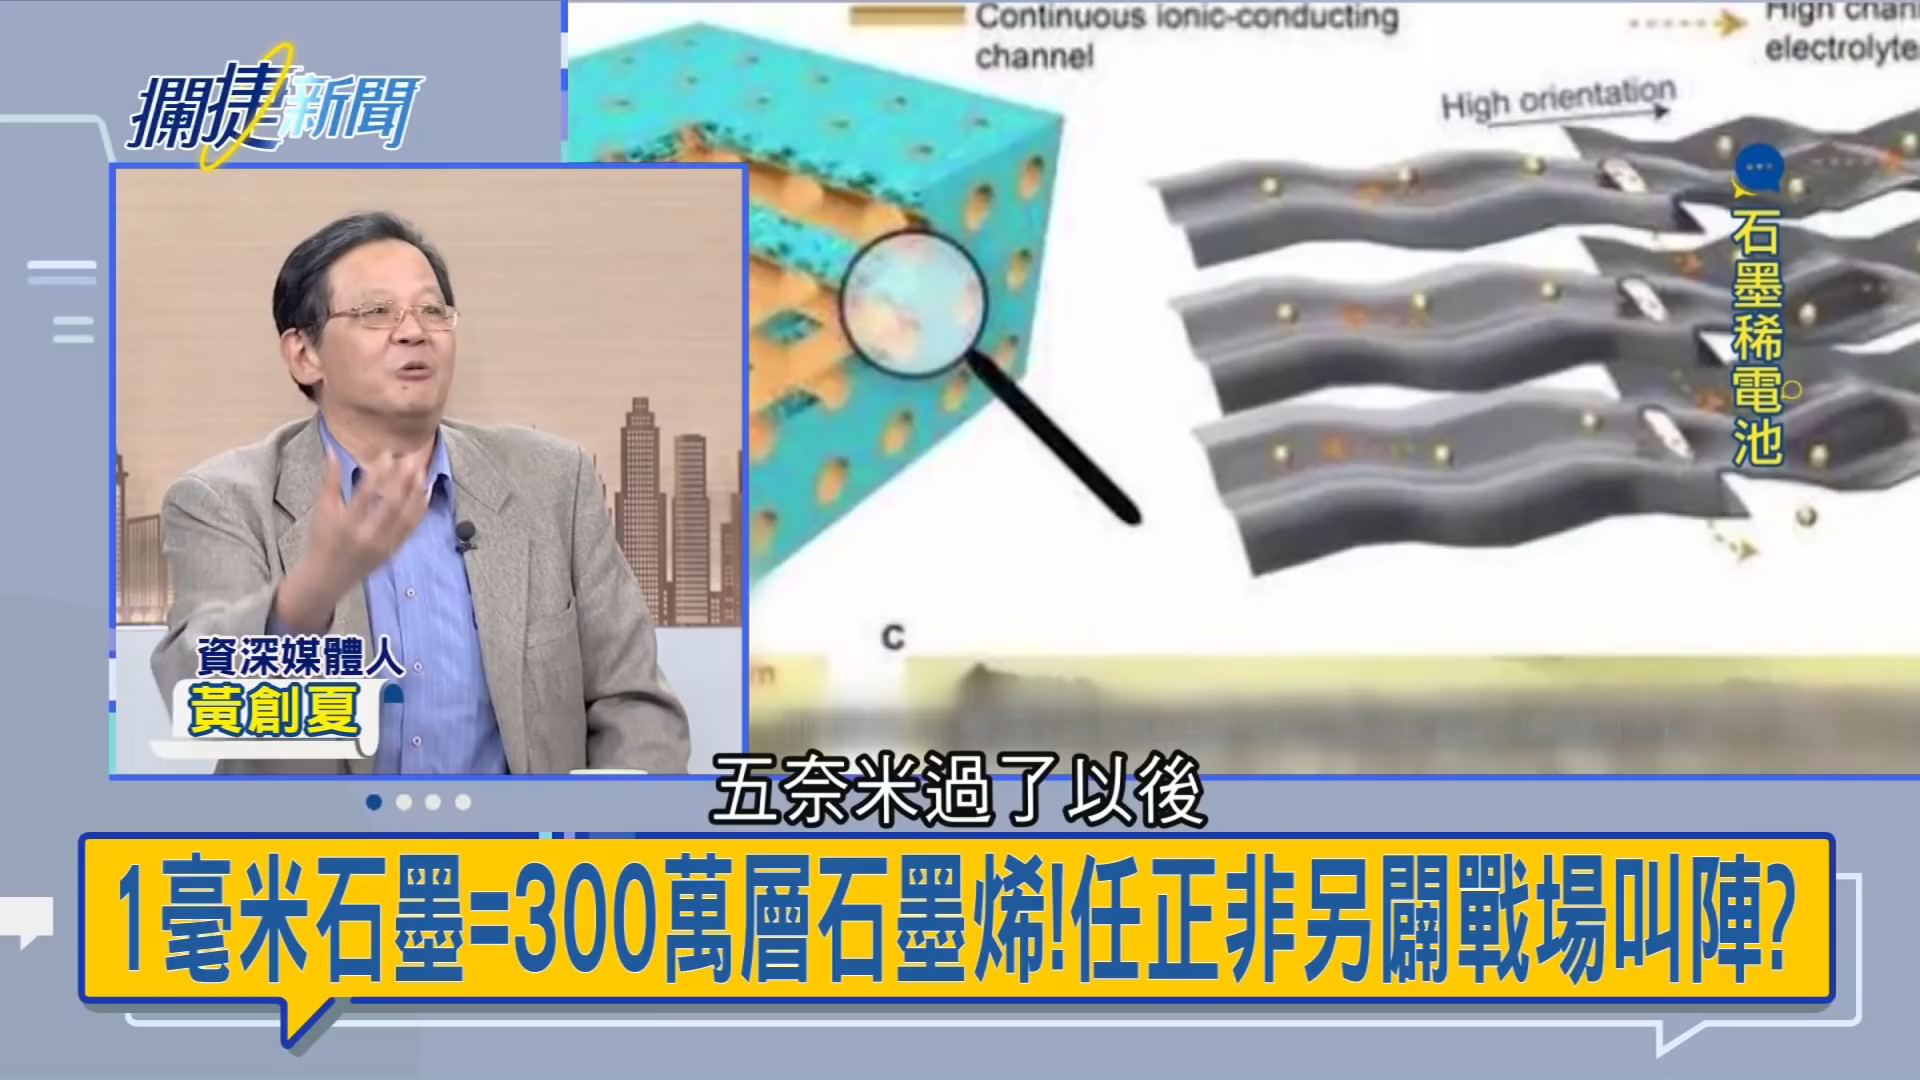 攔捷新聞
Continuous ionic-conducting
channel
High chan
electrolyte
High orientation
石墨稀電池
資深媒體人
黃創夏
C
五奈米過了以後
1毫米石墨=300萬層石墨烯!任正非另闢戰場叫陣?